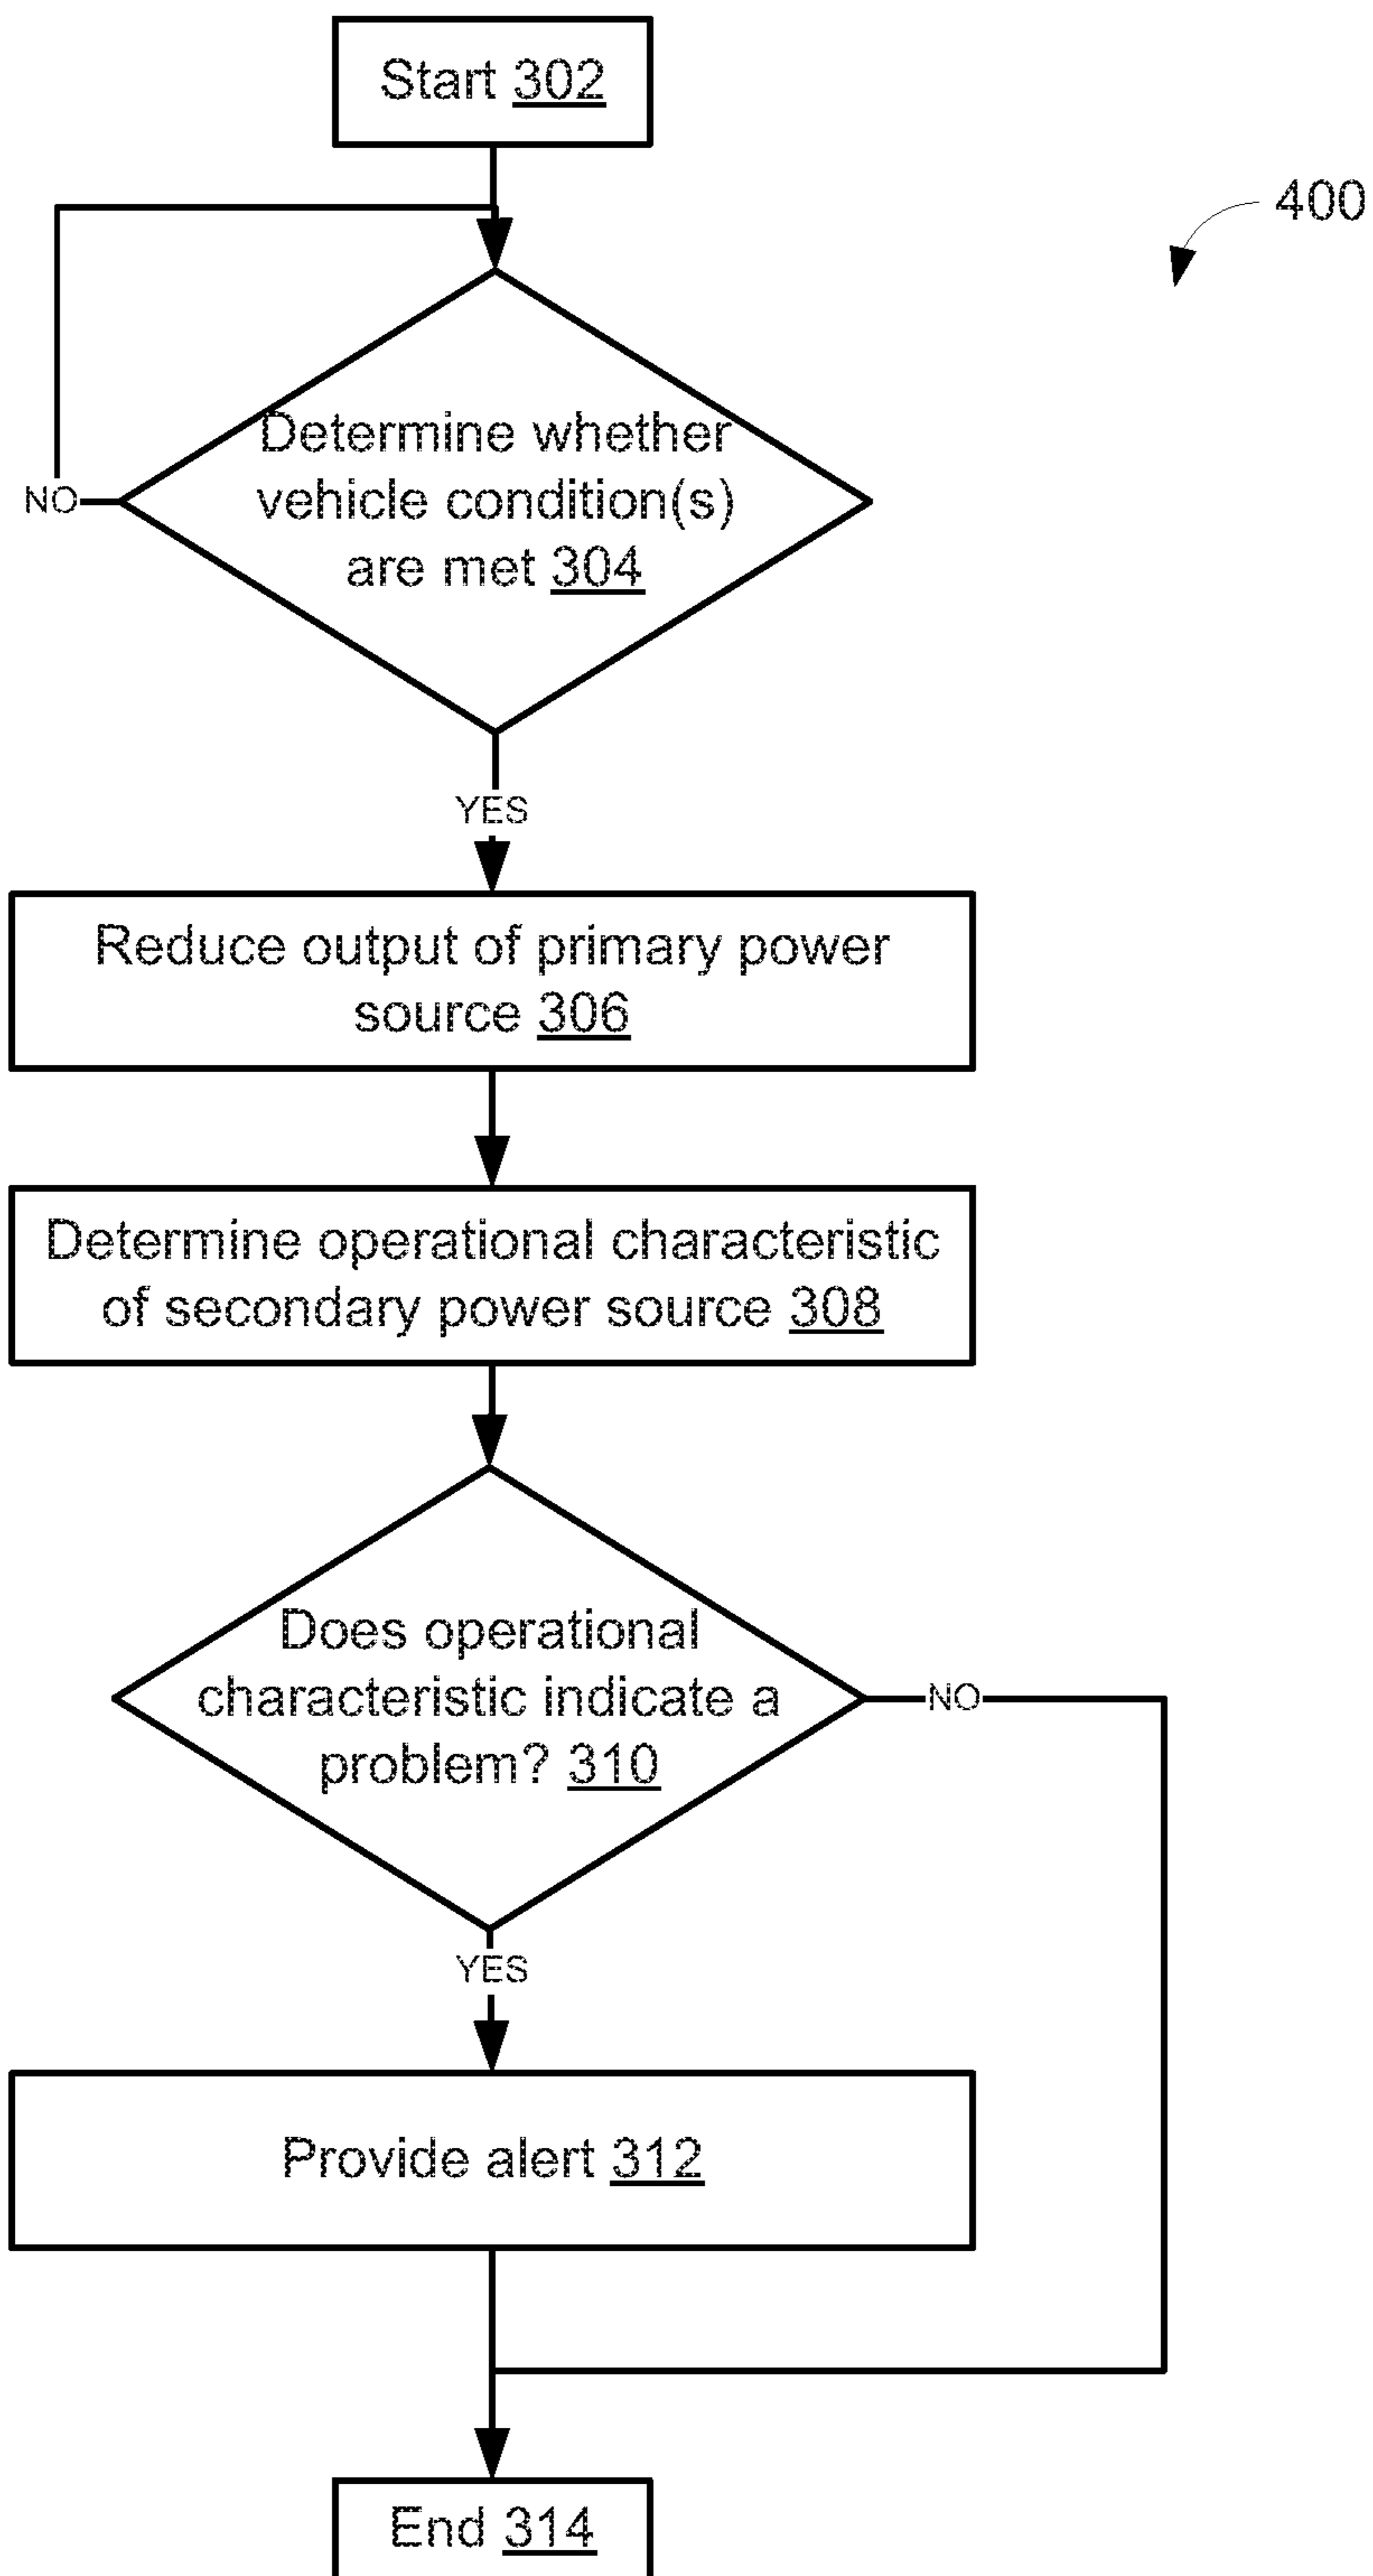 Start 302
400
Determine whether
vehicle condition(s)
are met 304
NO
YES
Reduce output of primary power
source 306
Determine operational characteristic
of secondary power source 308
Does operational
characteristic indicate a
problem? 310
NO
YES
Provide alert 312
End 314